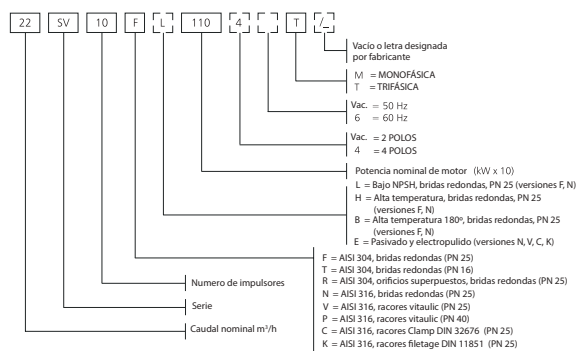 22 SV 10 F L 110 4 T /_
Vacío o letra designada
por fabricante
M = MONOFÁSICA
T = TRIFÁSICA
Vac. = 50 Hz
6 = 60 Hz
Vac. = 2 POLOS
4 = 4 POLOS
Potencia nominal de motor (kW x 10)
L = Bajo NPSH, bridas redondas, PN 25 (versiones F, N)
H = Alta temperatura, bridas redondas, PN 25
(versiones F, N)
B = Alta temperatura 180º, bridas redondas, PN 25
(versiones F, N)
E = Pasivado y electropulido (versiones N, V, C, K)
F = AISI 304, bridas redondas (PN 25)
T = AISI 304, bridas redondas (PN 16)
R = AISI 304, orificios superpuestos, bridas redondas (PN 25)
N = AISI 316, bridas redondas (PN 25)
V = AISI 316, racores vitaulic (PN 25)
P = AISI 316, racores vitaulic (PN 40)
C = AISI 316, racores Clamp DIN 32676 (PN 25)
K = AISI 316, racores filetage DIN 11851 (PN 25)
Numero de impulsores
Serie
Caudal nominal m³/h